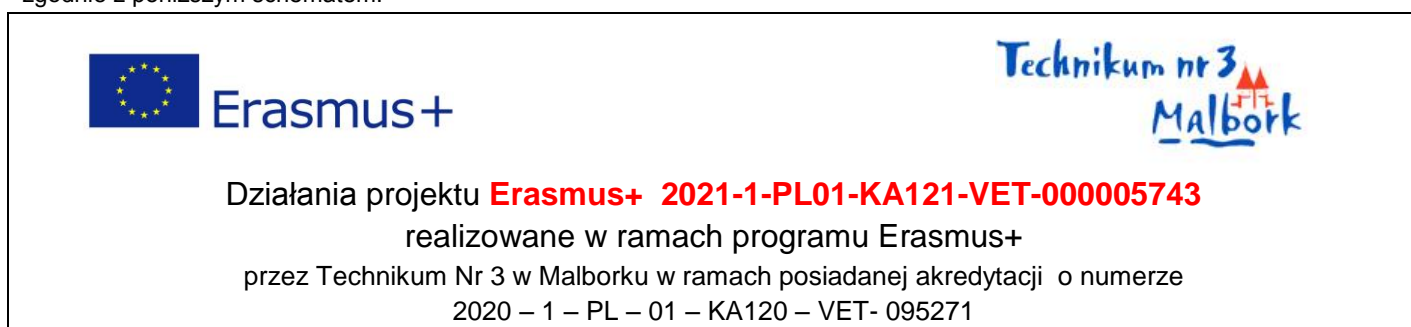 zgodnie z poniższym schematem:
Erasmus+
Technikum nr 3
Malbork
Działania projektu Erasmus+ 2021-1-PL01-KA121-VET-000005743
realizowane w ramach programu Erasmus+
przez Technikum Nr 3 w Malborku w ramach posiadanej akredytacji o numerze
2020 – 1 – PL – 01 – KA120 – VET- 095271